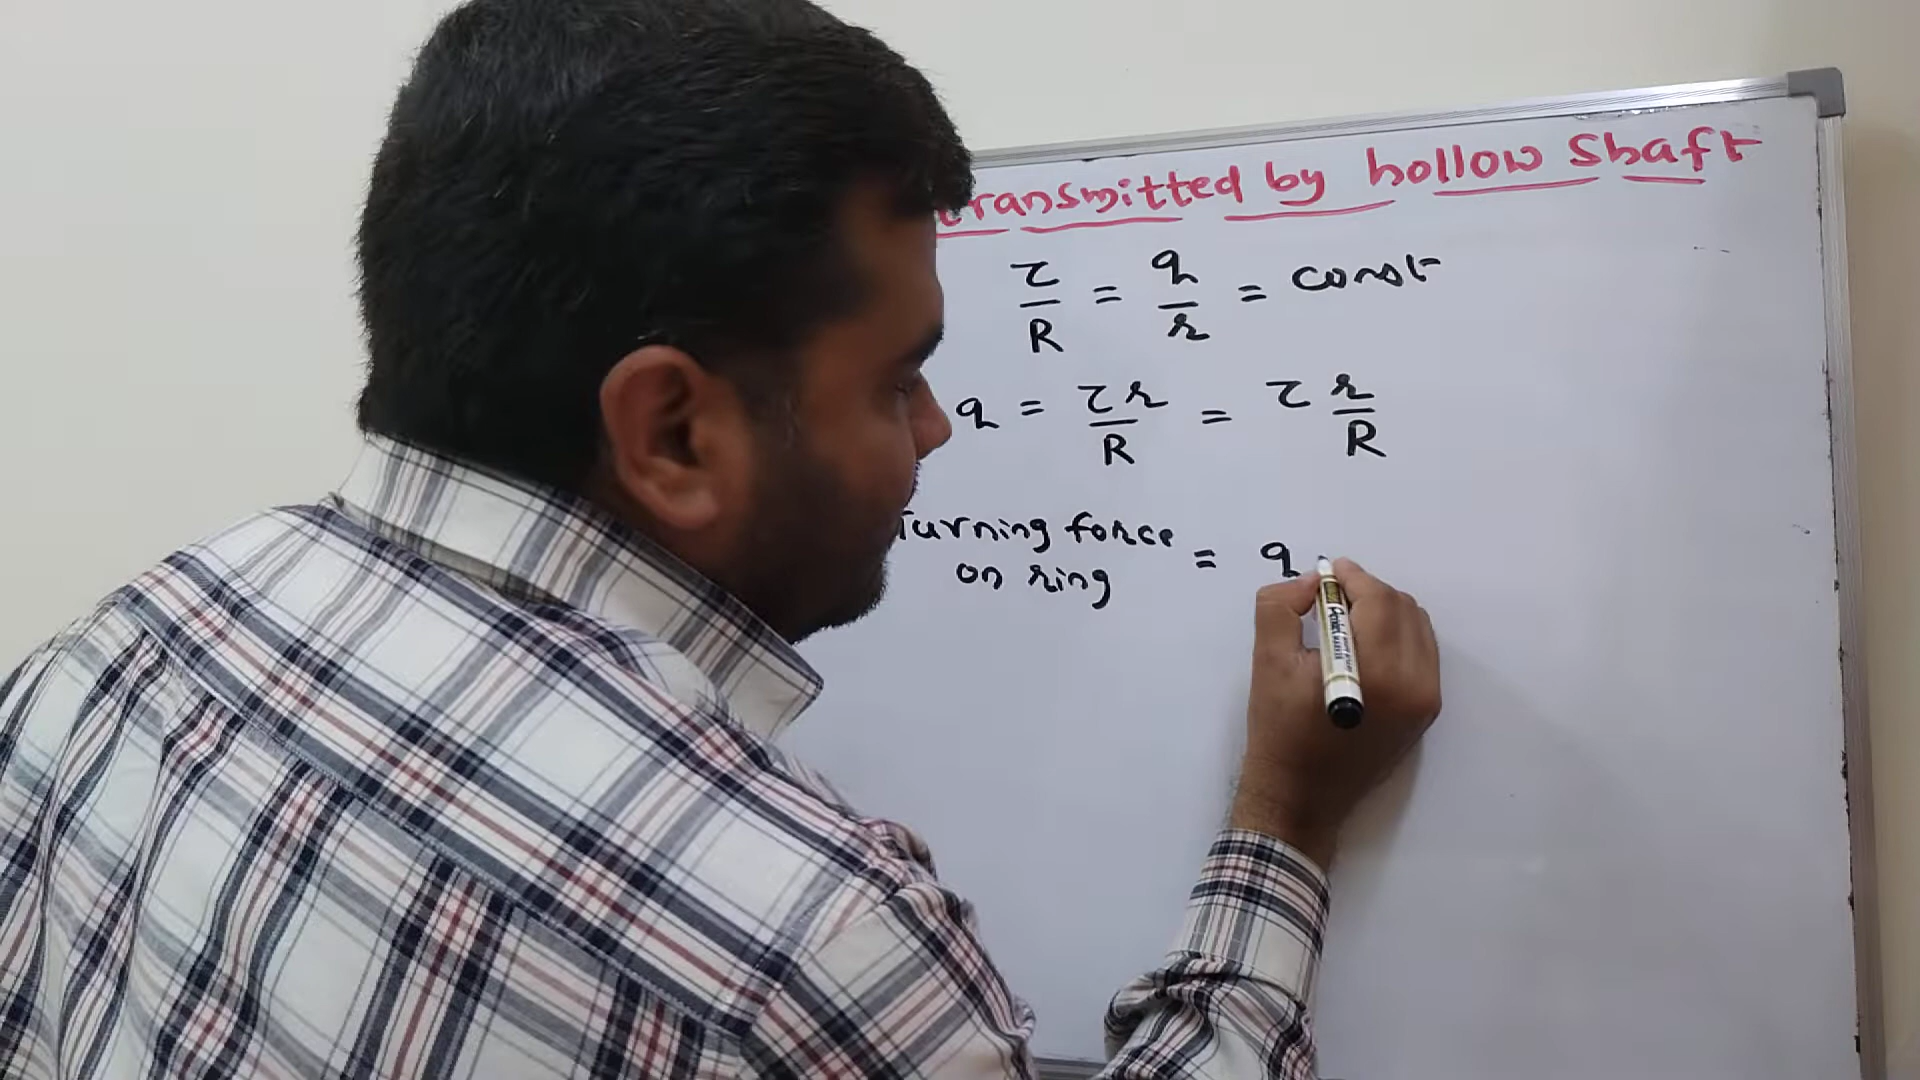 transmitted by hollow Shaft
τ/R = q/r = const
q = τr/R = τ r/R
Turning force
on ring = q